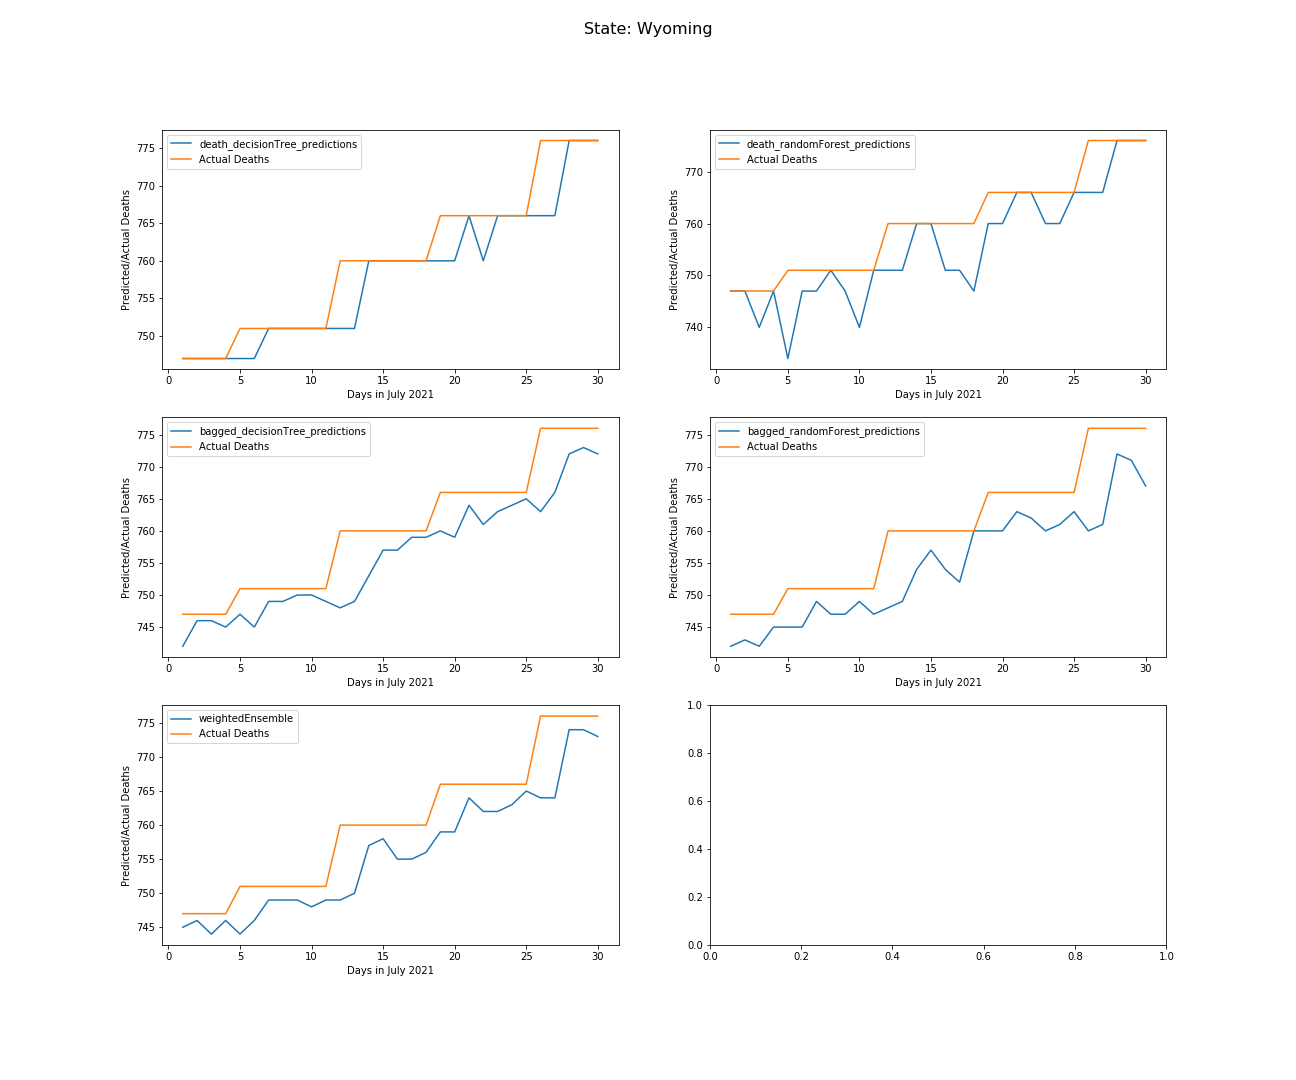 State: Wyoming
death_decisionTree_predictions
Actual Deaths
Predicted/Actual Deaths
775
770
765
760
755
750
0 5 10 15 20 25 30
Days in July 2021
death_randomForest_predictions
Actual Deaths
Predicted/Actual Deaths
770
760
750
740
0 5 10 15 20 25 30
Days in July 2021
bagged_decisionTree_predictions
Actual Deaths
Predicted/Actual Deaths
775
770
765
760
755
750
745
0 5 10 15 20 25 30
Days in July 2021
bagged_randomForest_predictions
Actual Deaths
Predicted/Actual Deaths
775
770
765
760
755
750
745
0 5 10 15 20 25 30
Days in July 2021
weightedEnsemble
Actual Deaths
Predicted/Actual Deaths
775
770
765
760
755
750
745
0 5 10 15 20 25 30
Days in July 2021
1.0
0.8
0.6
0.4
0.2
0.0
0.0 0.2 0.4 0.6 0.8 1.0